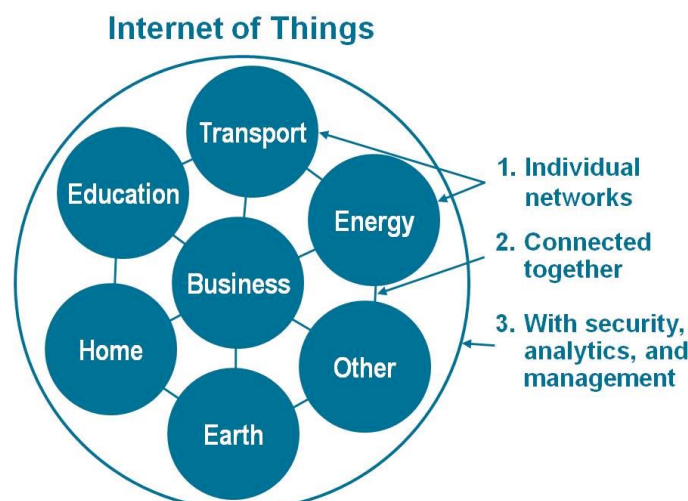 Internet of Things
Transport
Education
Energy
Business
Home
Other
Earth
1. Individual
networks
2. Connected
together
3. With security,
analytics, and
management